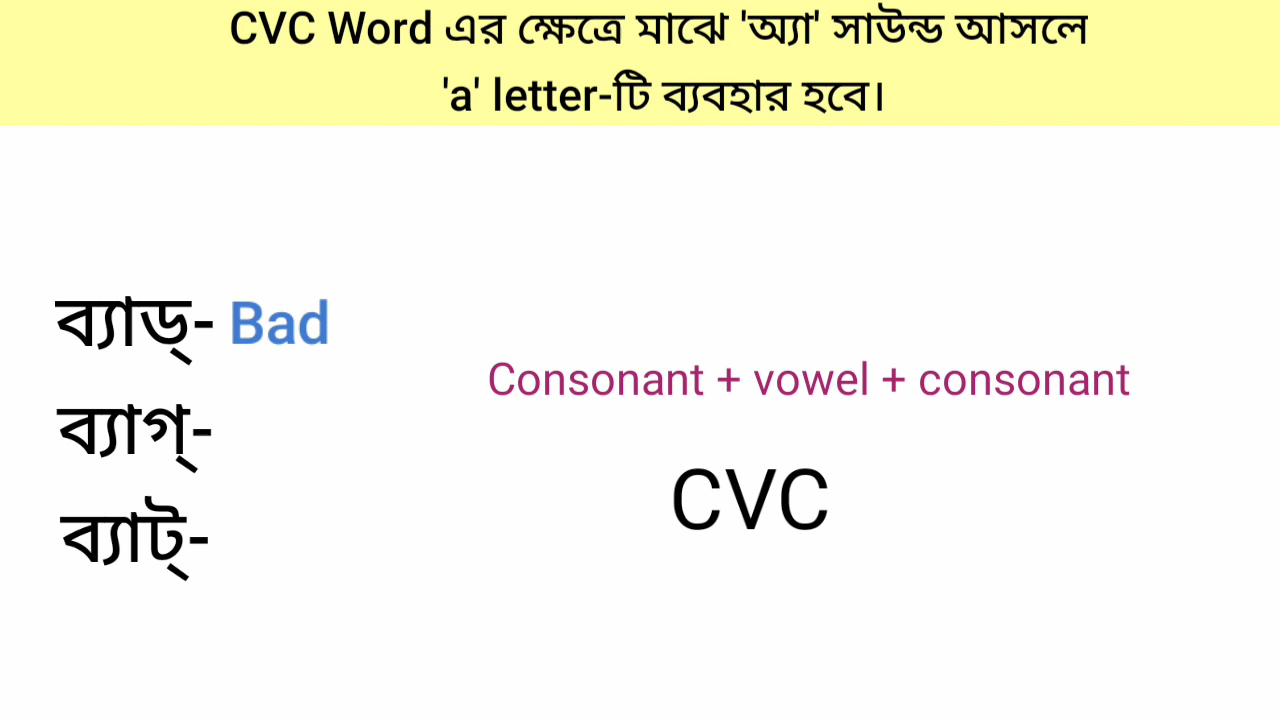 CVC Word এর ক্ষেত্রে মাঝে 'অ্যা' সাউন্ড আসলে
'a' letter-টি ব্যবহার হবে।
ব্যাড্- Bad
Consonant + vowel + consonant
ব্যাগ্-
CVC
ব্যাট্-